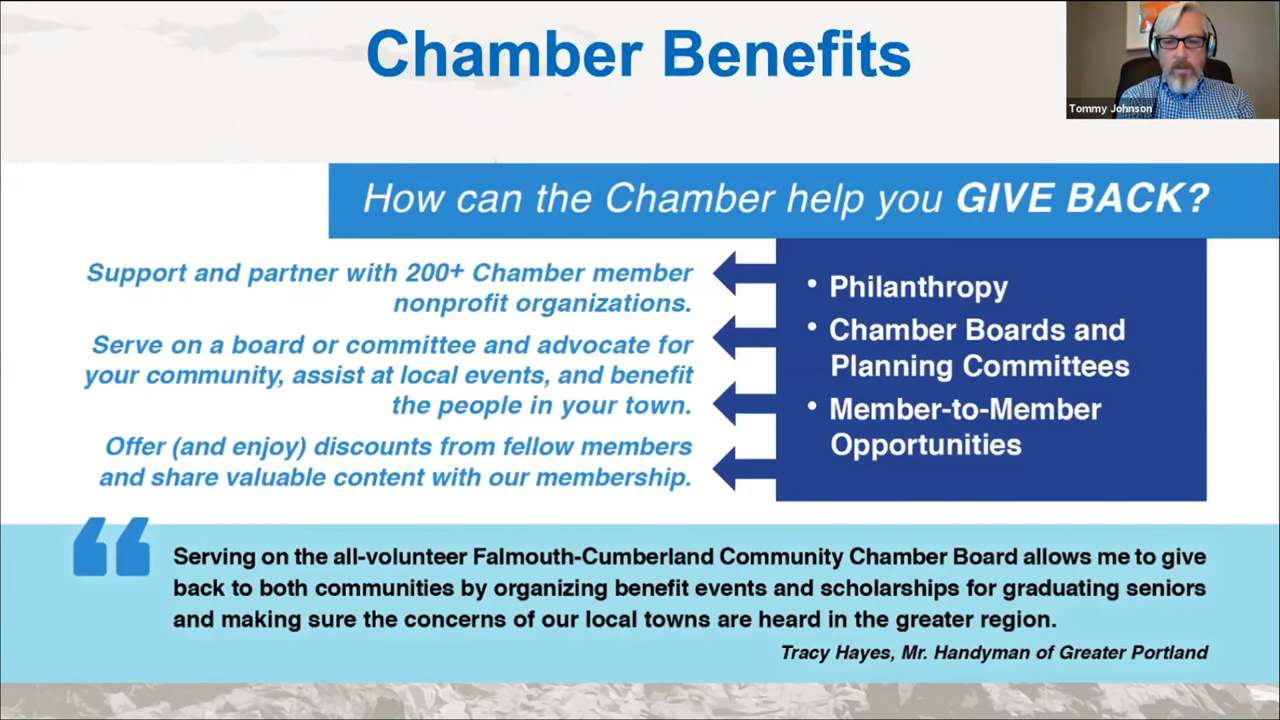 Chamber Benefits
Tommy Johnson
How can the Chamber help you GIVE BACK?
Support and partner with 200+ Chamber member
nonprofit organizations.
Serve on a board or committee and advocate for
your community, assist at local events, and benefit
the people in your town.
Offer (and enjoy) discounts from fellow members
and share valuable content with our membership.
• Philanthropy
• Chamber Boards and
Planning Committees
• Member-to-Member
Opportunities
“
Serving on the all-volunteer Falmouth-Cumberland Community Chamber Board allows me to give
back to both communities by organizing benefit events and scholarships for graduating seniors
and making sure the concerns of our local towns are heard in the greater region.
Tracy Hayes, Mr. Handyman of Greater Portland